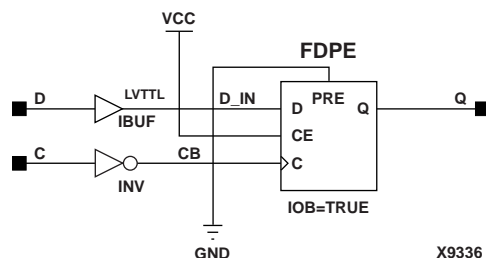 VCC
FDPE
D
LVTTL
D_IN
D
PRE
Q
Q
IBUF
CE
C
CB
C
INV
IOB=TRUE
GND
X9336